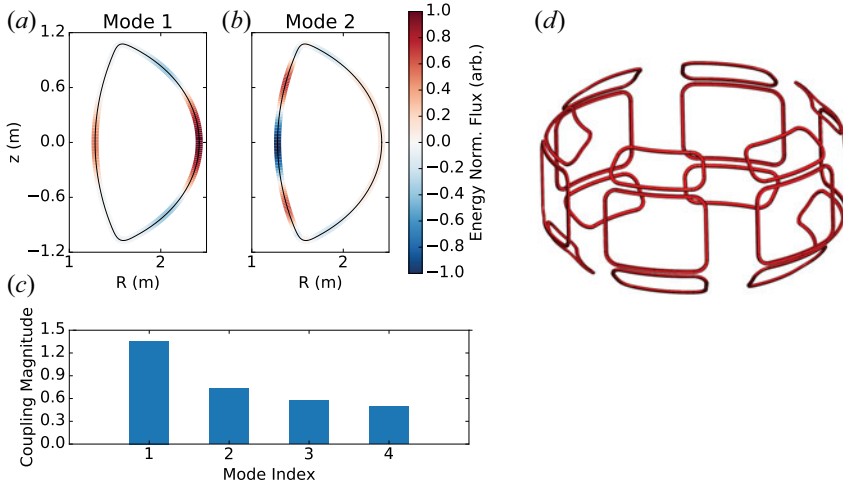 (a)
Mode 1
(b)
Mode 2
(d)
1.2
0.6
0.0
−0.6
−1.2
z (m)
1
2
R (m)
1
2
R (m)
1.0
0.8
0.6
0.4
0.2
0.0
−0.2
−0.4
−0.6
−0.8
−1.0
Energy Norm. Flux (arb.)
(c)
1.5
1.2
0.9
0.6
0.3
0.0
Coupling Magnitude
1
2
3
4
Mode Index